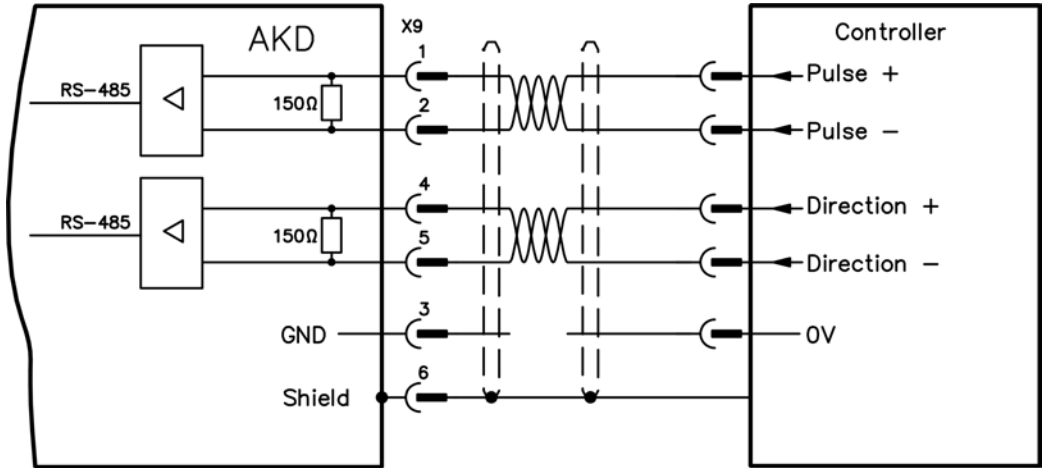 AKD
X9
Controller
1
Pulse +
RS-485
150Ω
2
Pulse -
4
Direction +
RS-485
150Ω
5
Direction -
3
GND
0V
6
Shield